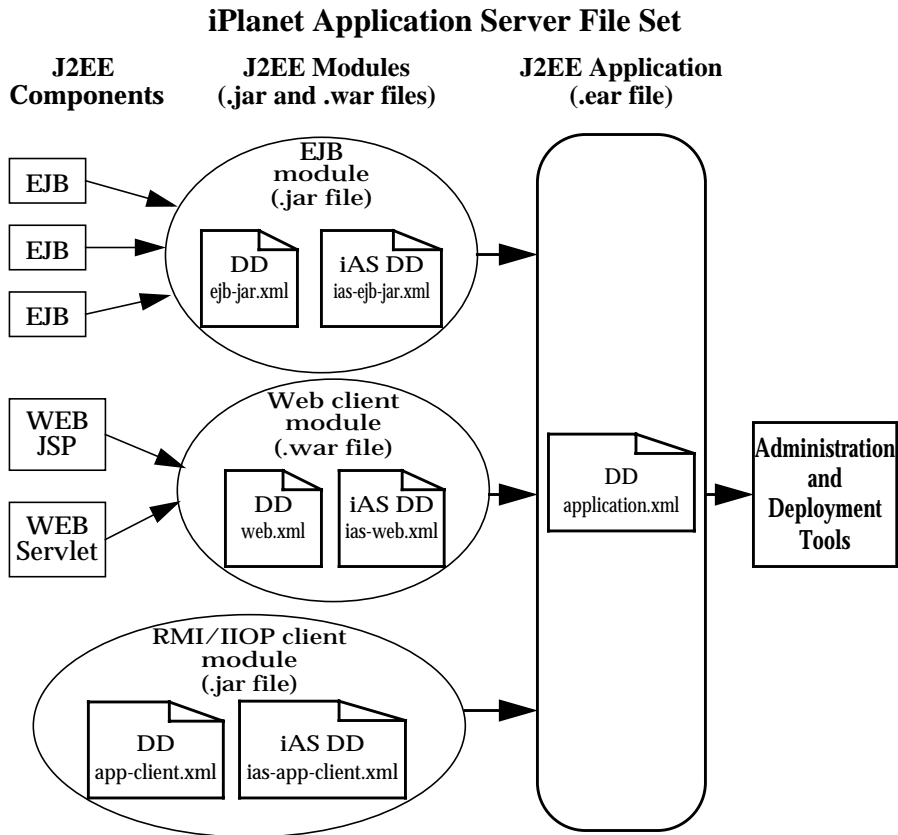 iPlanet Application Server File Set
J2EE
Components
J2EE Modules
(.jar and .war files)
J2EE Application
(.ear file)
EJB
EJB
EJB
EJB
module
(.jar file)
DD
ejb-jar.xml
iAS DD
ias-ejb-jar.xml
WEB
JSP
WEB
Servlet
Web client
module
(.war file)
DD
web.xml
iAS DD
ias-web.xml
RMI/IIOP client
module
(.jar file)
DD
app-client.xml
iAS DD
ias-app-client.xml
DD
application.xml
Administration
and
Deployment
Tools